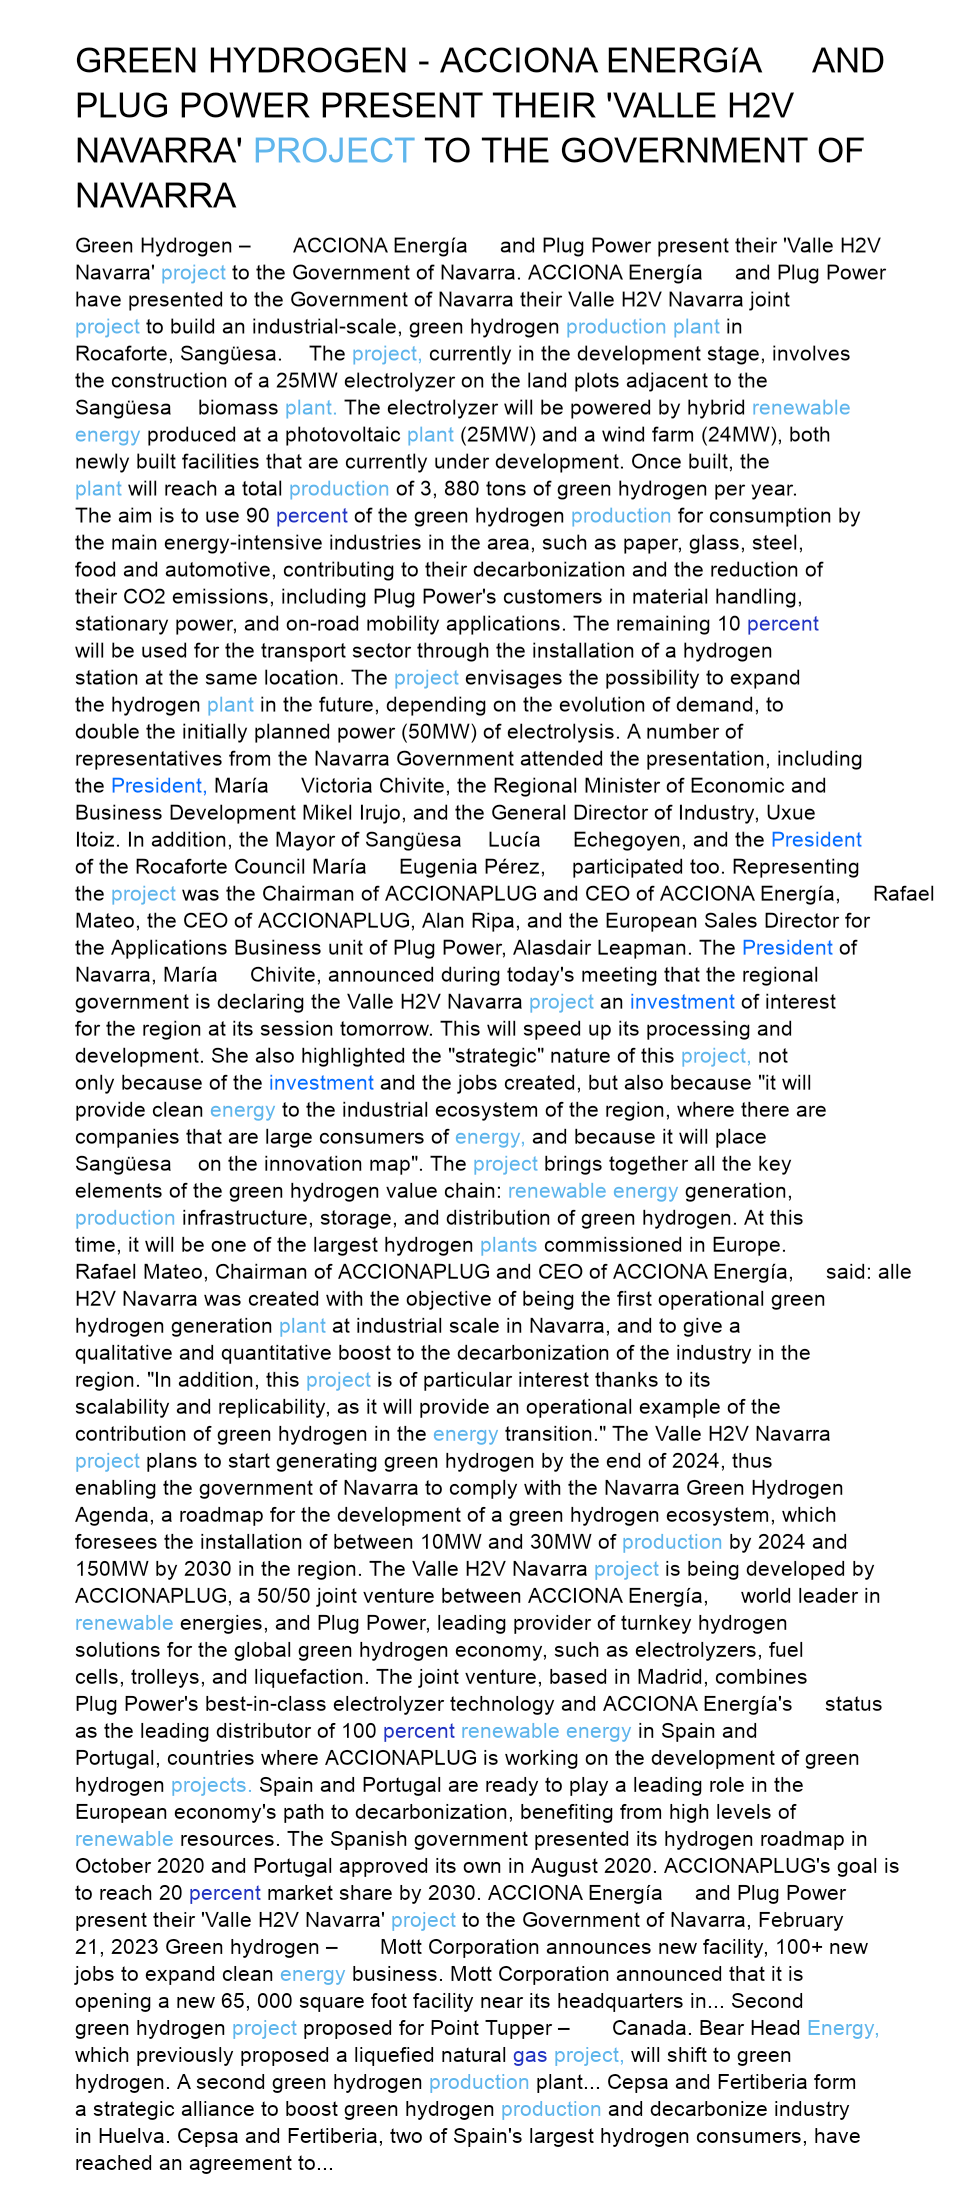 GREEN HYDROGEN - ACCIONA ENERGíA AND
PLUG POWER PRESENT THEIR 'VALLE H2V
NAVARRA' PROJECT TO THE GOVERNMENT OF
NAVARRA
Green Hydrogen – ACCIONA Energía and Plug Power present their 'Valle H2V
Navarra' project to the Government of Navarra. ACCIONA Energía and Plug Power
have presented to the Government of Navarra their Valle H2V Navarra joint
project to build an industrial-scale, green hydrogen production plant in
Rocaforte, Sangüesa. The project, currently in the development stage, involves
the construction of a 25MW electrolyzer on the land plots adjacent to the
Sangüesa biomass plant. The electrolyzer will be powered by hybrid renewable
energy produced at a photovoltaic plant (25MW) and a wind farm (24MW), both
newly built facilities that are currently under development. Once built, the
plant will reach a total production of 3, 880 tons of green hydrogen per year.
The aim is to use 90 percent of the green hydrogen production for consumption by
the main energy-intensive industries in the area, such as paper, glass, steel,
food and automotive, contributing to their decarbonization and the reduction of
their CO2 emissions, including Plug Power's customers in material handling,
stationary power, and on-road mobility applications. The remaining 10 percent
will be used for the transport sector through the installation of a hydrogen
station at the same location. The project envisages the possibility to expand
the hydrogen plant in the future, depending on the evolution of demand, to
double the initially planned power (50MW) of electrolysis. A number of
representatives from the Navarra Government attended the presentation, including
the President, María Victoria Chivite, the Regional Minister of Economic and
Business Development Mikel Irujo, and the General Director of Industry, Uxue
Itoiz. In addition, the Mayor of Sangüesa Lucía Echegoyen, and the President
of the Rocaforte Council María Eugenia Pérez, participated too. Representing
the project was the Chairman of ACCIONAPLUG and CEO of ACCIONA Energía, Rafael
Mateo, the CEO of ACCIONAPLUG, Alan Ripa, and the European Sales Director for
the Applications Business unit of Plug Power, Alasdair Leapman. The President of
Navarra, María Chivite, announced during today's meeting that the regional
government is declaring the Valle H2V Navarra project an investment of interest
for the region at its session tomorrow. This will speed up its processing and
development. She also highlighted the "strategic" nature of this project, not
only because of the investment and the jobs created, but also because "it will
provide clean energy to the industrial ecosystem of the region, where there are
companies that are large consumers of energy, and because it will place
Sangüesa on the innovation map". The project brings together all the key
elements of the green hydrogen value chain: renewable energy generation,
production infrastructure, storage, and distribution of green hydrogen. At this
time, it will be one of the largest hydrogen plants commissioned in Europe.
Rafael Mateo, Chairman of ACCIONAPLUG and CEO of ACCIONA Energía, said: alle
H2V Navarra was created with the objective of being the first operational green
hydrogen generation plant at industrial scale in Navarra, and to give a
qualitative and quantitative boost to the decarbonization of the industry in the
region. "In addition, this project is of particular interest thanks to its
scalability and replicability, as it will provide an operational example of the
contribution of green hydrogen in the energy transition." The Valle H2V Navarra
project plans to start generating green hydrogen by the end of 2024, thus
enabling the government of Navarra to comply with the Navarra Green Hydrogen
Agenda, a roadmap for the development of a green hydrogen ecosystem, which
foresees the installation of between 10MW and 30MW of production by 2024 and
150MW by 2030 in the region. The Valle H2V Navarra project is being developed by
ACCIONAPLUG, a 50/50 joint venture between ACCIONA Energía, world leader in
renewable energies, and Plug Power, leading provider of turnkey hydrogen
solutions for the global green hydrogen economy, such as electrolyzers, fuel
cells, trolleys, and liquefaction. The joint venture, based in Madrid, combines
Plug Power's best-in-class electrolyzer technology and ACCIONA Energía's status
as the leading distributor of 100 percent renewable energy in Spain and
Portugal, countries where ACCIONAPLUG is working on the development of green
hydrogen projects. Spain and Portugal are ready to play a leading role in the
European economy's path to decarbonization, benefiting from high levels of
renewable resources. The Spanish government presented its hydrogen roadmap in
October 2020 and Portugal approved its own in August 2020. ACCIONAPLUG's goal is
to reach 20 percent market share by 2030. ACCIONA Energía and Plug Power
present their 'Valle H2V Navarra' project to the Government of Navarra, February
21, 2023 Green hydrogen – Mott Corporation announces new facility, 100+ new
jobs to expand clean energy business. Mott Corporation announced that it is
opening a new 65, 000 square foot facility near its headquarters in... Second
green hydrogen project proposed for Point Tupper – Canada. Bear Head Energy,
which previously proposed a liquefied natural gas project, will shift to green
hydrogen. A second green hydrogen production plant... Cepsa and Fertiberia form
a strategic alliance to boost green hydrogen production and decarbonize industry
in Huelva. Cepsa and Fertiberia, two of Spain's largest hydrogen consumers, have
reached an agreement to...